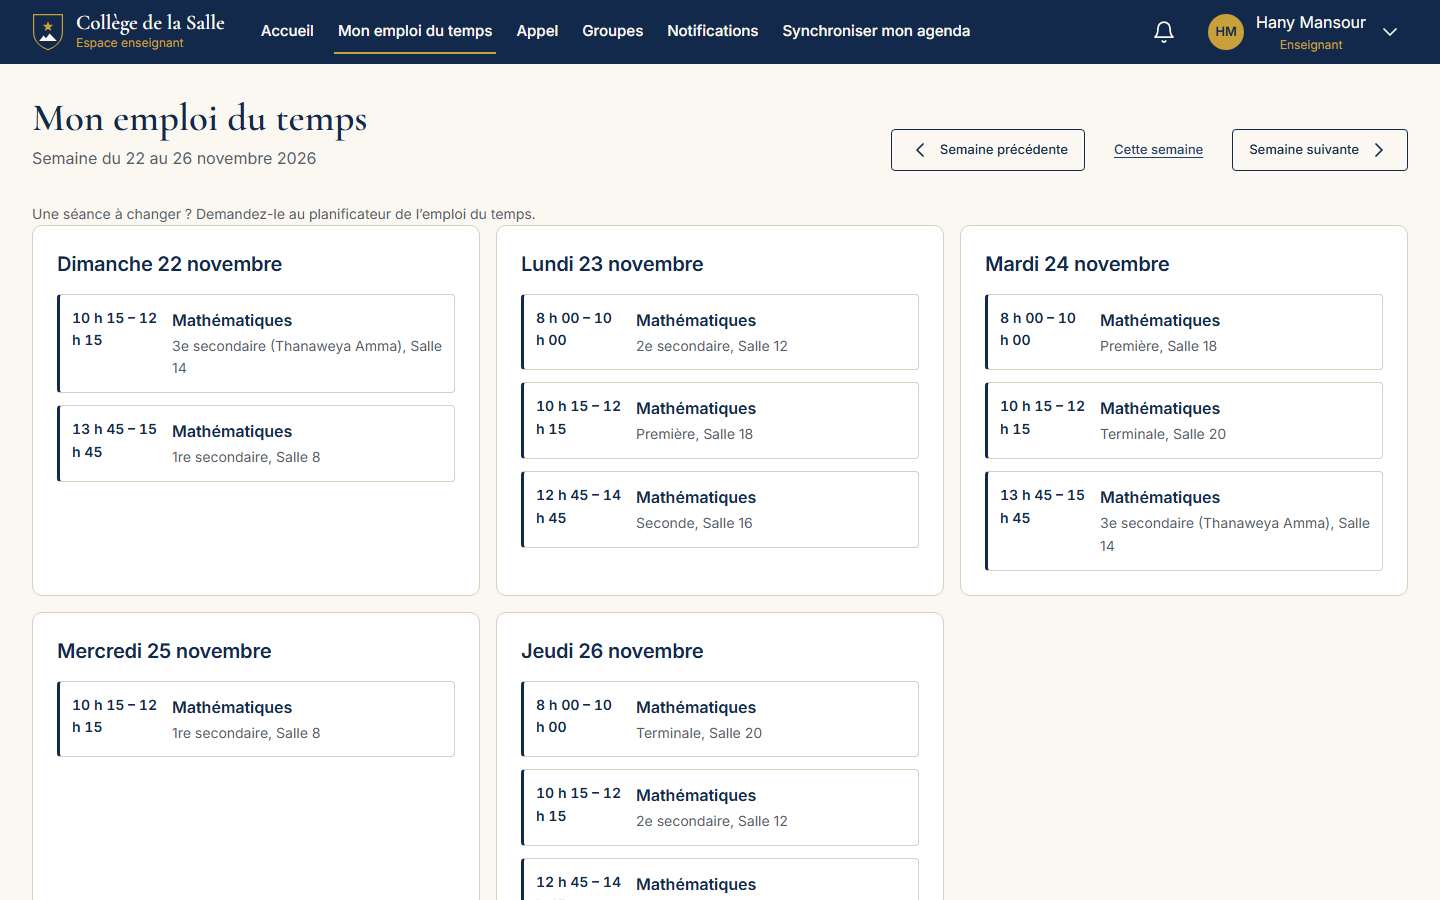 Collège de la Salle
Espace enseignant
Accueil
Mon emploi du temps
Appel
Groupes
Notifications
Synchroniser mon agenda
HM
Hany Mansour
Enseignant
Mon emploi du temps
Semaine du 22 au 26 novembre 2026
Semaine précédente
Cette semaine
Semaine suivante
Une séance à changer ? Demandez-le au planificateur de l’emploi du temps.
Dimanche 22 novembre
10 h 15 – 12
h 15
Mathématiques
3e secondaire (Thanaweya Amma), Salle
14
13 h 45 – 15
h 45
Mathématiques
1re secondaire, Salle 8
Lundi 23 novembre
8 h 00 – 10
h 00
Mathématiques
2e secondaire, Salle 12
10 h 15 – 12
h 15
Mathématiques
Première, Salle 18
12 h 45 – 14
h 45
Mathématiques
Seconde, Salle 16
Mardi 24 novembre
8 h 00 – 10
h 00
Mathématiques
Première, Salle 18
10 h 15 – 12
h 15
Mathématiques
Terminale, Salle 20
13 h 45 – 15
h 45
Mathématiques
3e secondaire (Thanaweya Amma), Salle
14
Mercredi 25 novembre
10 h 15 – 12
h 15
Mathématiques
1re secondaire, Salle 8
Jeudi 26 novembre
8 h 00 – 10
h 00
Mathématiques
Terminale, Salle 20
10 h 15 – 12
h 15
Mathématiques
2e secondaire, Salle 12
12 h 45 – 14
Mathématiques